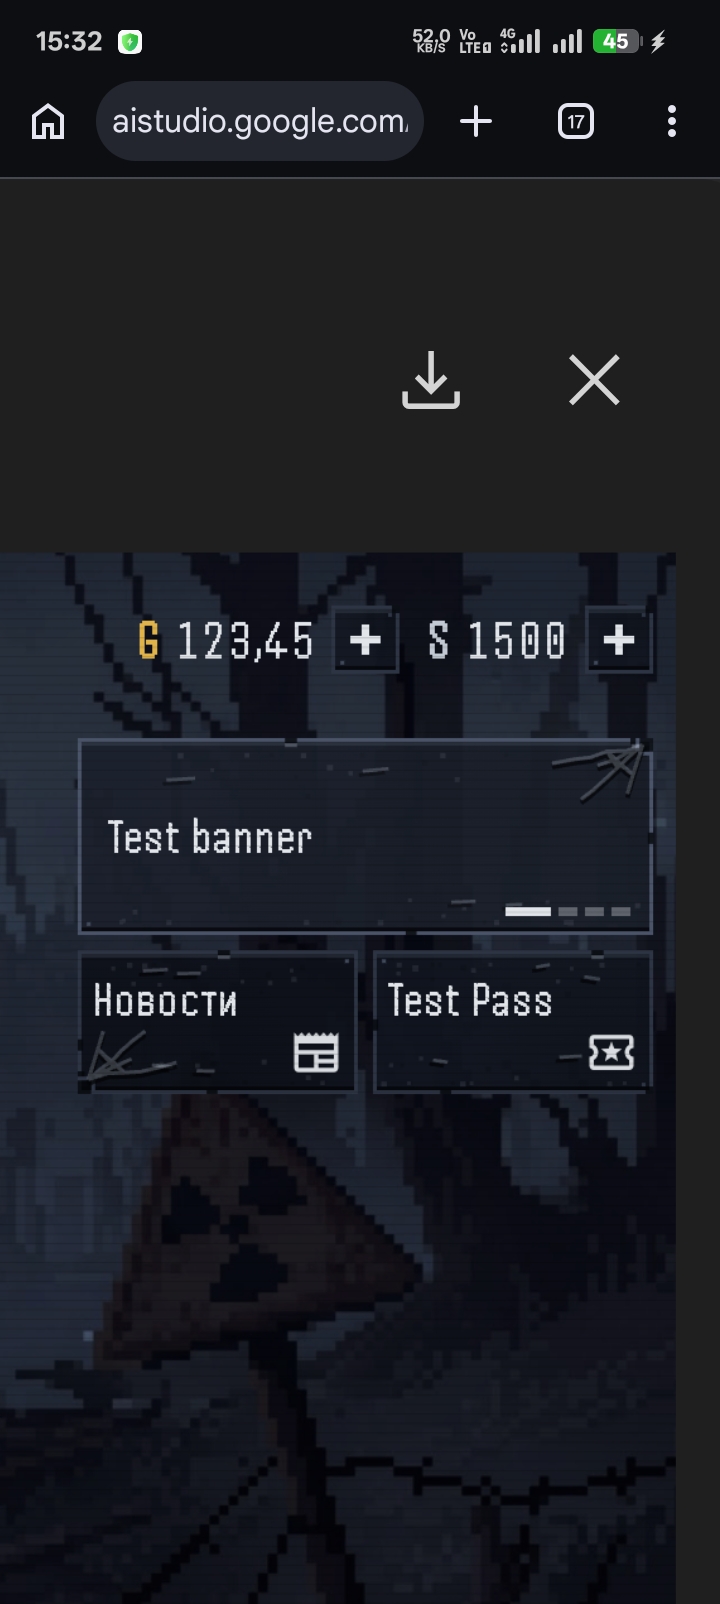 15:32
52,0 KB/S Vo LTE 4G 45
aistudio.google.com/
17
G 123,45 + S 1500 +
Test banner
Новости
Test Pass